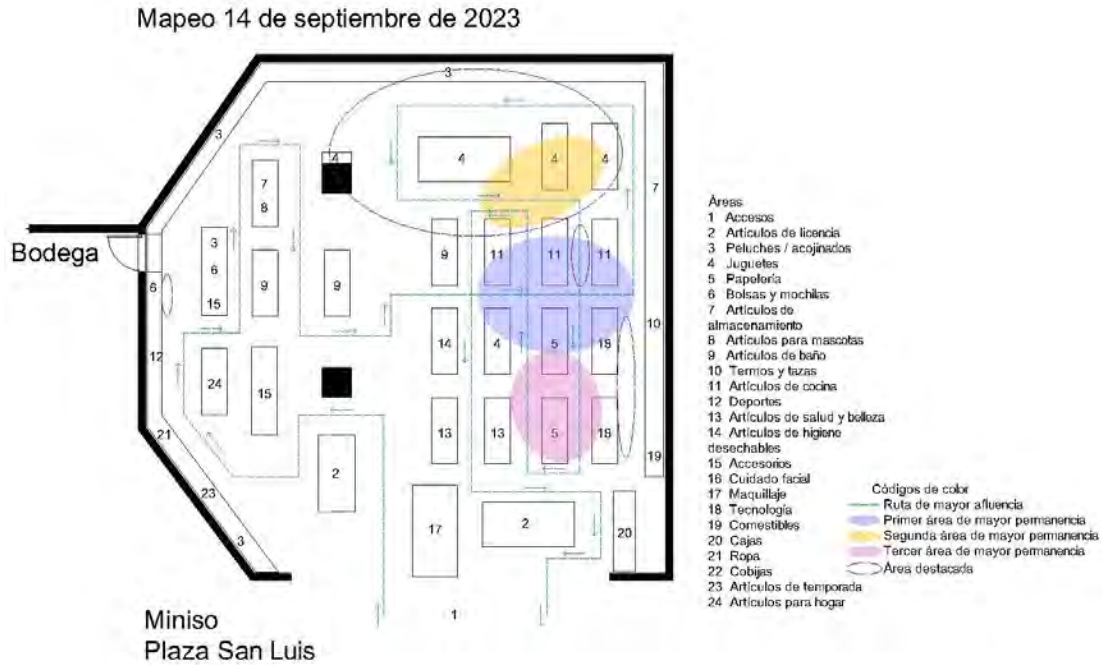 Mapeo 14 de septiembre de 2023
3
3
4
4
4
4
7
7
8
3
6
15
9
9
9
11
11
11
Bodega
6
12
10
14
4
5
18
24
15
13
13
5
18
19
21
23
3
2
17
2
20
1
Miniso
Plaza San Luis
Áreas
1 Accesos
2 Artículos de licencia
3 Peluches / acojinados
4 Juguetes
5 Papelería
6 Bolsas y mochilas
7 Artículos de
almacenamiento
8 Artículos para mascotas
9 Artículos de baño
10 Termos y tazas
11 Artículos de cocina
12 Deportes
13 Artículos de salud y belleza
14 Artículos de higiene
desechables
15 Accesorios
16 Cuidado facial
17 Maquillaje
18 Tecnología
19 Comestibles
20 Cajas
21 Ropa
22 Cobijas
23 Artículos de temporada
24 Artículos para hogar
Códigos de color
Ruta de mayor afluencia
Primer área de mayor permanencia
Segunda área de mayor permanencia
Tercer área de mayor permanencia
Área destacada